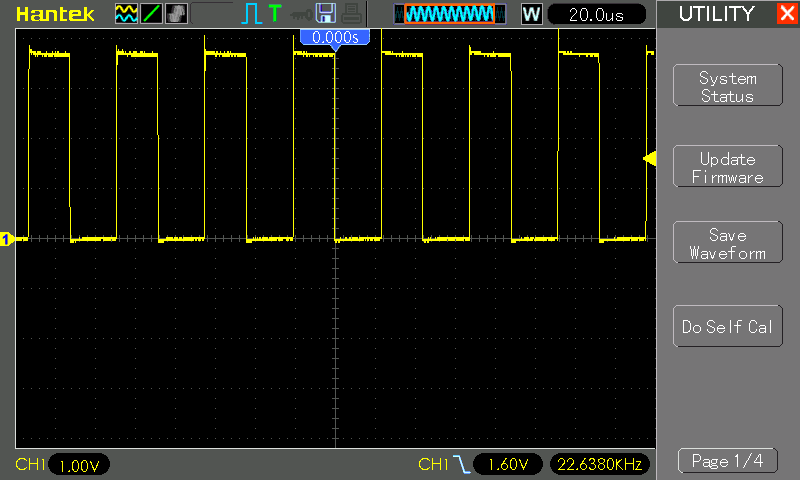 Hantek
T
W
20.0us
UTILITY
0.000s
System
Status
Update
Firmware
1
Save
Waveform
Do Self Cal
CH1 1.00V
CH1 1.60V 22.6380KHz
Page 1/4